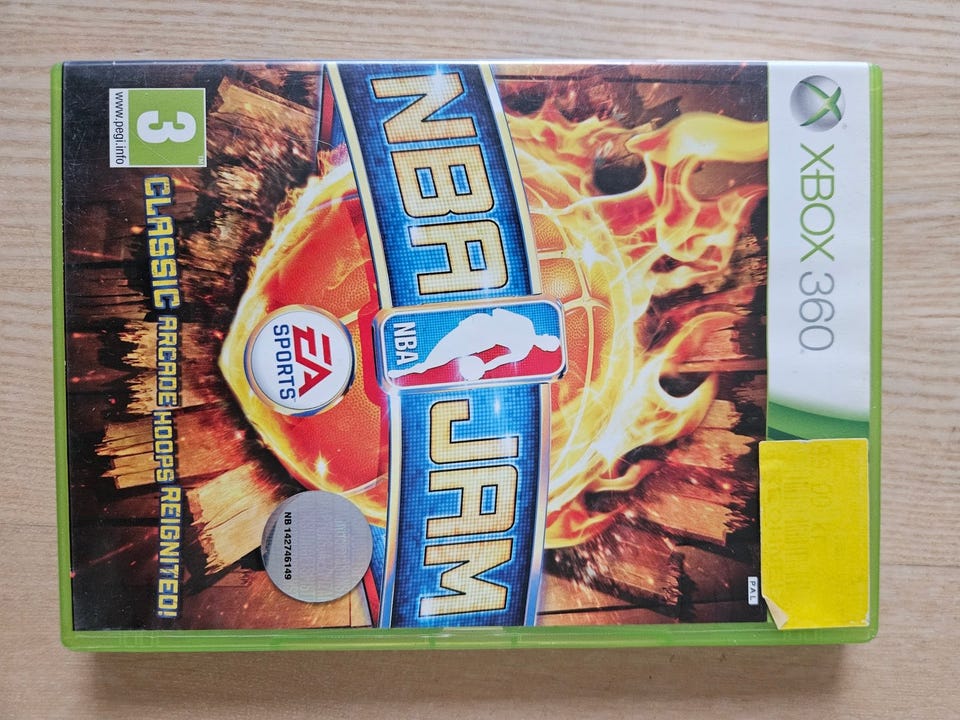 XBOX 360
PAL
NBA JAM
NBA
EA
SPORTS
NB 142746149
3
www.pegi.info
CLASSIC ARCADE HOOPS REIGNITED!